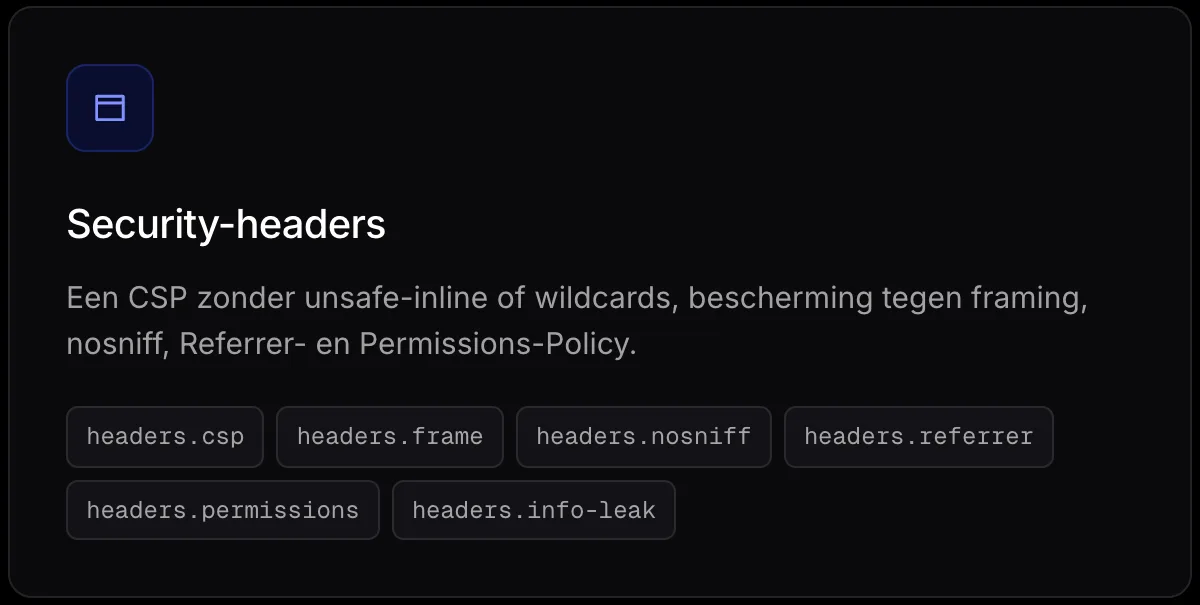 Security-headers
Een CSP zonder unsafe-inline of wildcards, bescherming tegen framing,
nosniff, Referrer- en Permissions-Policy.
headers.csp headers.frame headers.nosniff headers.referrer
headers.permissions headers.info-leak